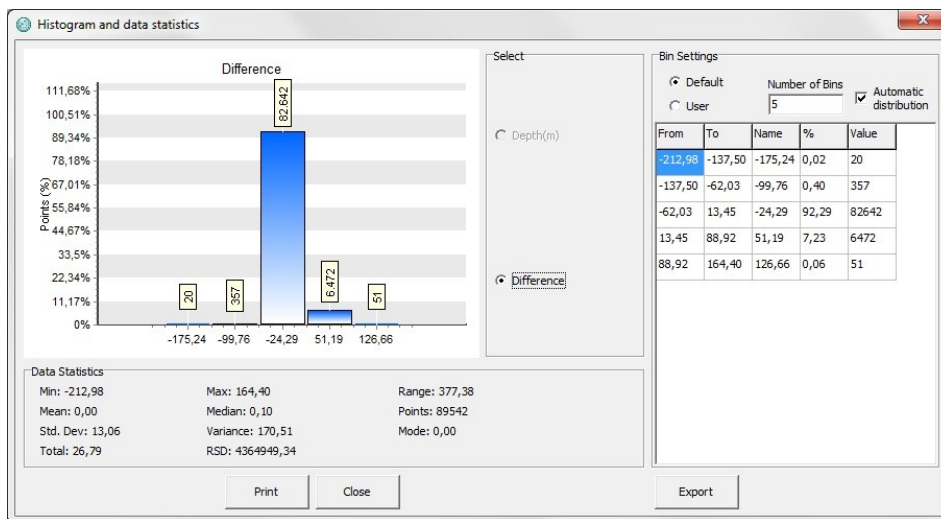 Histogram and data statistics
Difference
111,68%
100,51%
89,34%
78,18%
67,01%
55,84%
44,67%
33,5%
22,34%
11,17%
0%
Points (%)
20
357
82.642
6.472
51
-175,24 -99,76 -24,29 51,19 126,66
Select
Depth(m)
Difference
Bin Settings
Default
User
Number of Bins
5
Automatic
distribution
From To Name % Value
-212,98 -137,50 -175,24 0,02 20
-137,50 -62,03 -99,76 0,40 357
-62,03 13,45 -24,29 92,29 82642
13,45 88,92 51,19 7,23 6472
88,92 164,40 126,66 0,06 51
Data Statistics
Min: -212,98 Max: 164,40 Range: 377,38
Mean: 0,00 Median: 0,10 Points: 89542
Std. Dev: 13,06 Variance: 170,51 Mode: 0,00
Total: 26,79 RSD: 4364949,34
Print Close Export